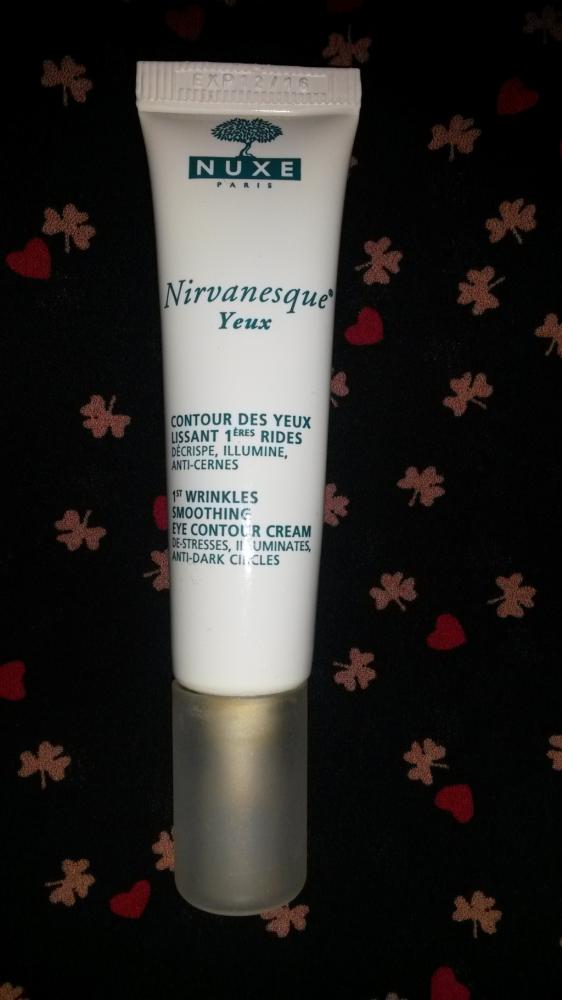 EXP 12/16
NUXE
PARIS
Nirvanesque®
Yeux
CONTOUR DES YEUX
LISSANT 1ÈRES RIDES
DÉCRISPE, ILLUMINE,
ANTI-CERNES
1ST WRINKLES
SMOOTHING
EYE CONTOUR CREAM
DE-STRESSES, ILLUMINATES,
ANTI-DARK CIRCLES